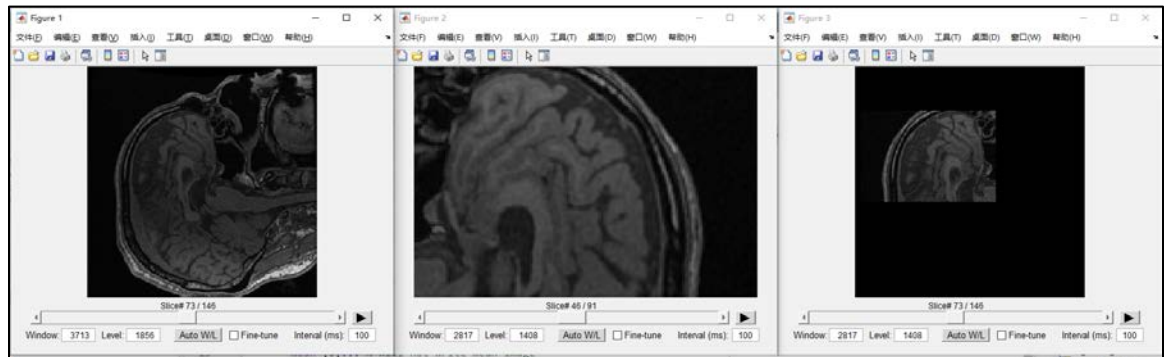 Figure 1
文件(F) 编辑(E) 查看(V) 插入(I) 工具(T) 桌面(D) 窗口(W) 帮助(H)
Slice# 73 / 146
Window: 3713 Level: 1856 Auto W/L Fine-tune Interval (ms): 100
Figure 2
文件(F) 编辑(E) 查看(V) 插入(I) 工具(T) 桌面(D) 窗口(W) 帮助(H)
Slice# 46 / 91
Window: 2817 Level: 1408 Auto W/L Fine-tune Interval (ms): 100
Figure 3
文件(F) 编辑(E) 查看(V) 插入(I) 工具(T) 桌面(D) 窗口(W) 帮助(H)
Slice# 73 / 146
Window: 2817 Level: 1408 Auto W/L Fine-tune Interval (ms): 100